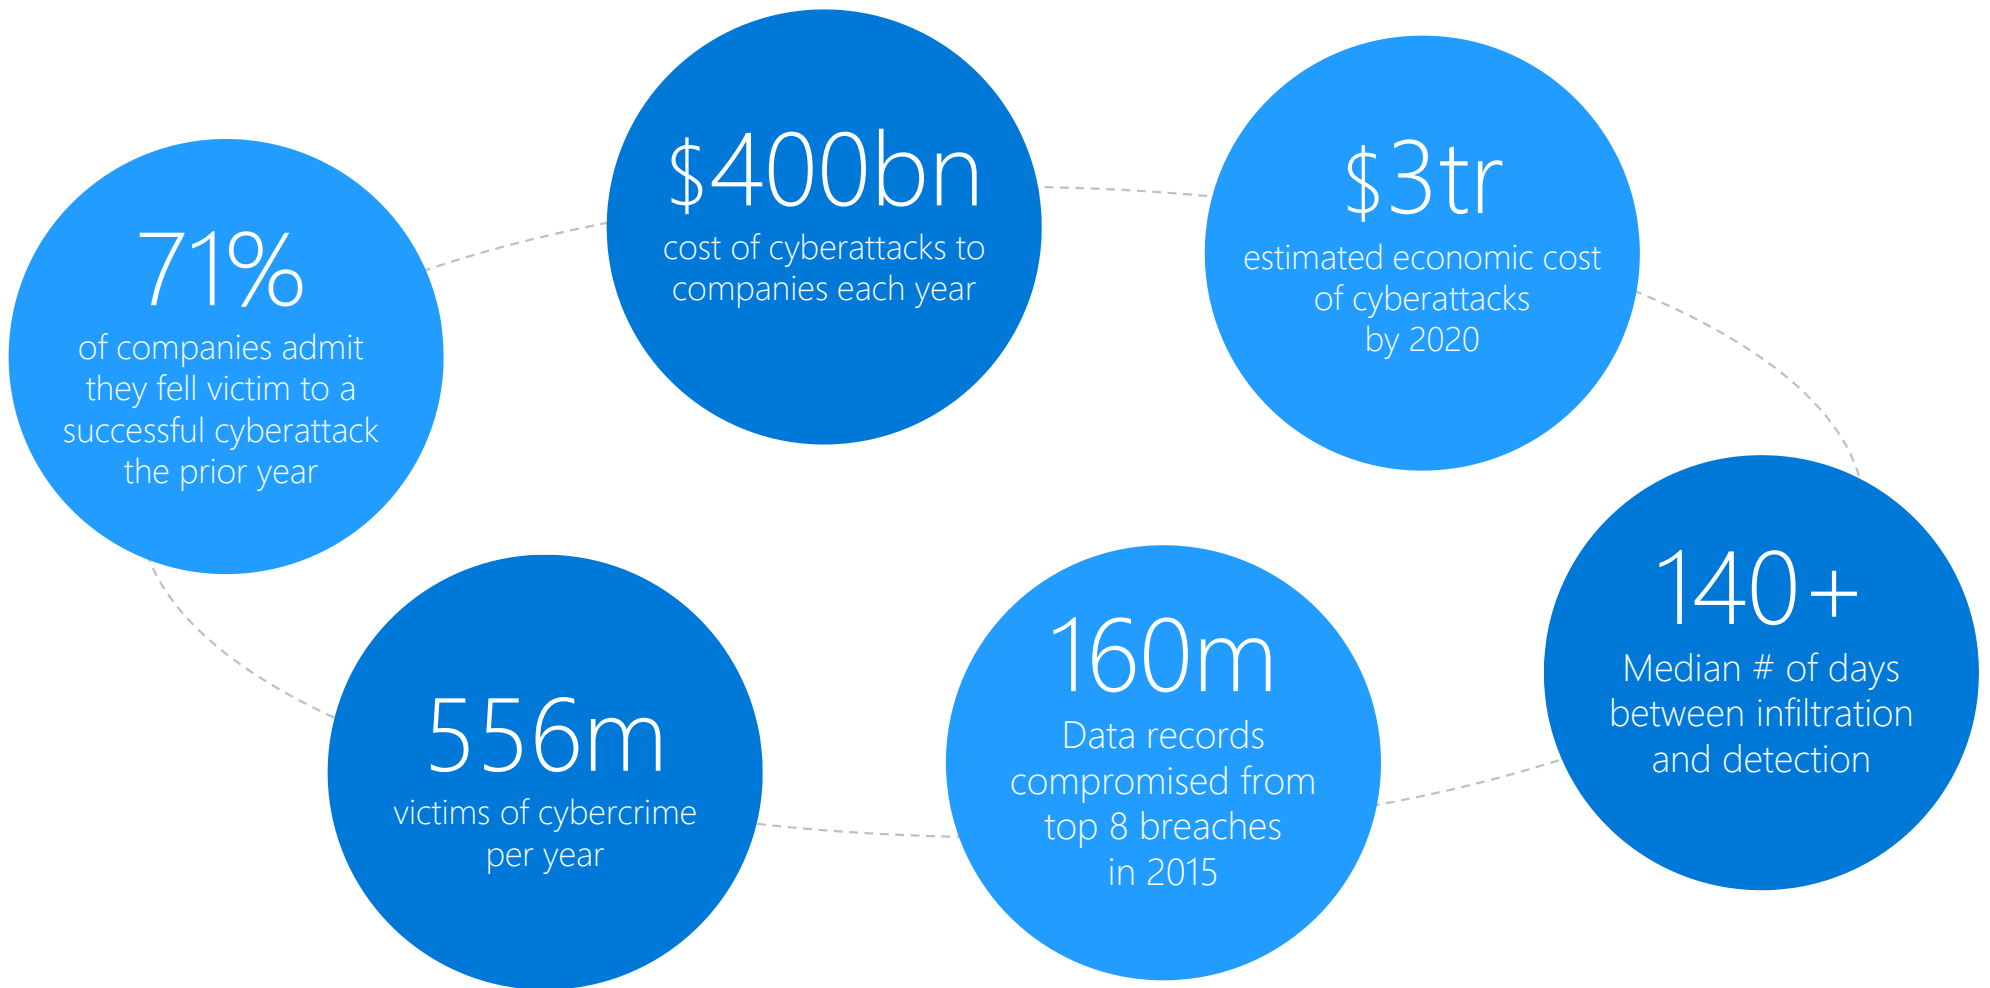 71%
of companies admit
they fell victim to a
successful cyberattack
the prior year
$400bn
cost of cyberattacks to
companies each year
$3tr
estimated economic cost
of cyberattacks
by 2020
140+
Median # of days
between infiltration
and detection
160m
Data records
compromised from
top 8 breaches
in 2015
556m
victims of cybercrime
per year